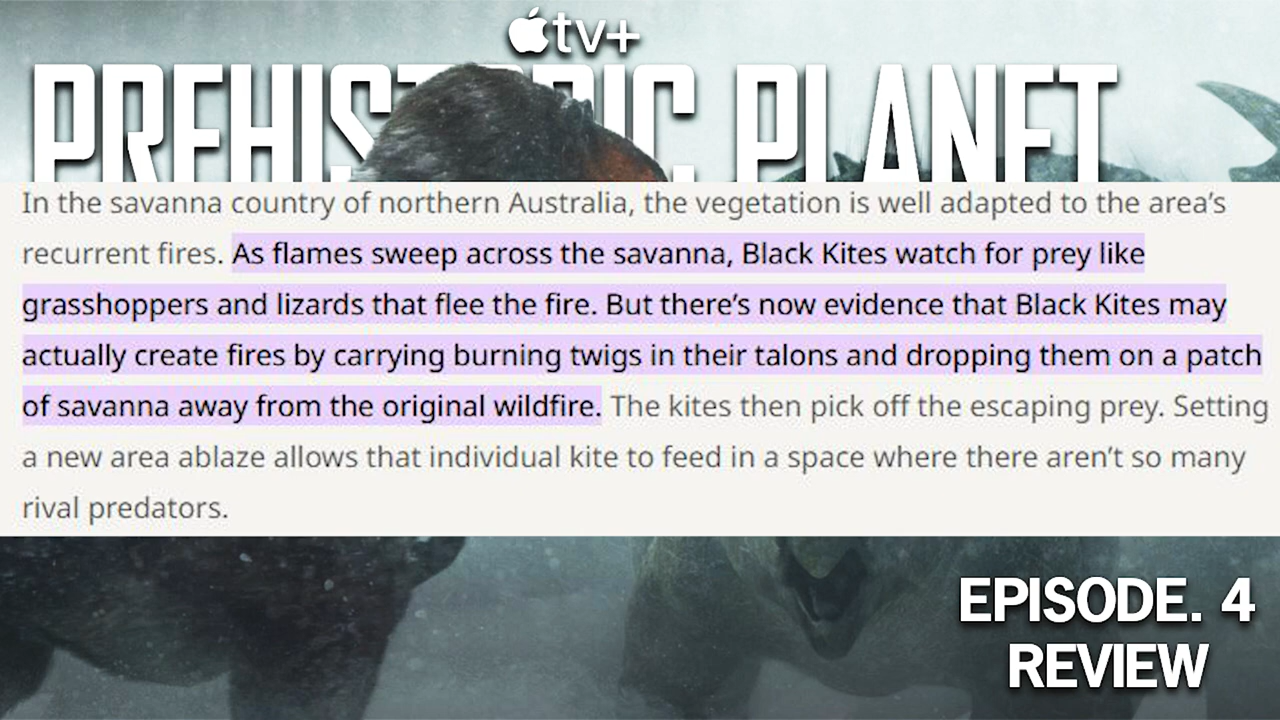 tv+
PREHISTORIC PLANET
In the savanna country of northern Australia, the vegetation is well adapted to the area’s
recurrent fires. As flames sweep across the savanna, Black Kites watch for prey like
grasshoppers and lizards that flee the fire. But there’s now evidence that Black Kites may
actually create fires by carrying burning twigs in their talons and dropping them on a patch
of savanna away from the original wildfire. The kites then pick off the escaping prey. Setting
a new area ablaze allows that individual kite to feed in a space where there aren’t so many
rival predators.
EPISODE. 4
REVIEW